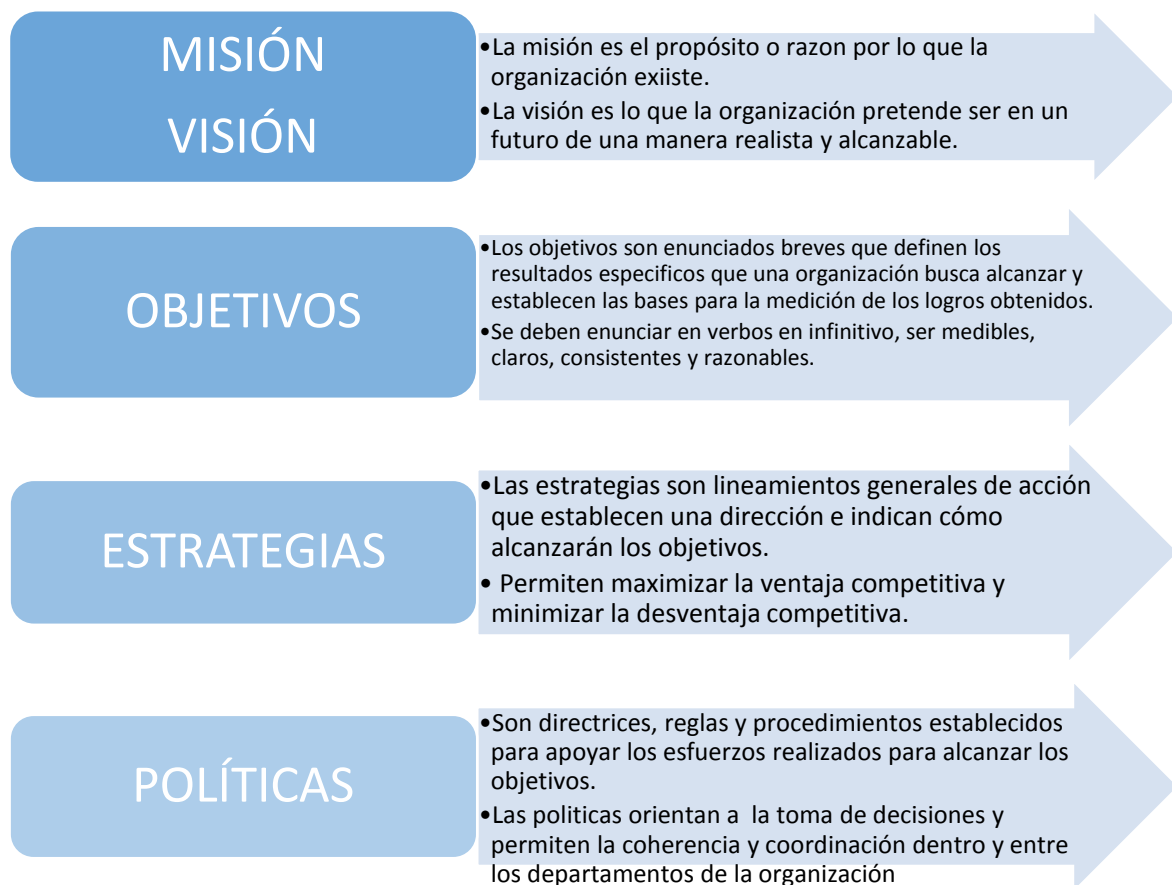 MISIÓN
VISIÓN
•La misión es el propósito o razon por lo que la
organización exiiste.
•La visión es lo que la organización pretende ser en un
futuro de una manera realista y alcanzable.
OBJETIVOS
•Los objetivos son enunciados breves que definen los
resultados especificos que una organización busca alcanzar y
establecen las bases para la medición de los logros obtenidos.
•Se deben enunciar en verbos en infinitivo, ser medibles,
claros, consistentes y razonables.
ESTRATEGIAS
•Las estrategias son lineamientos generales de acción
que establecen una dirección e indican cómo
alcanzarán los objetivos.
• Permiten maximizar la ventaja competitiva y
minimizar la desventaja competitiva.
POLÍTICAS
•Son directrices, reglas y procedimientos establecidos
para apoyar los esfuerzos realizados para alcanzar los
objetivos.
•Las politicas orientan a  la toma de decisiones y
permiten la coherencia y coordinación dentro y entre
los departamentos de la organización